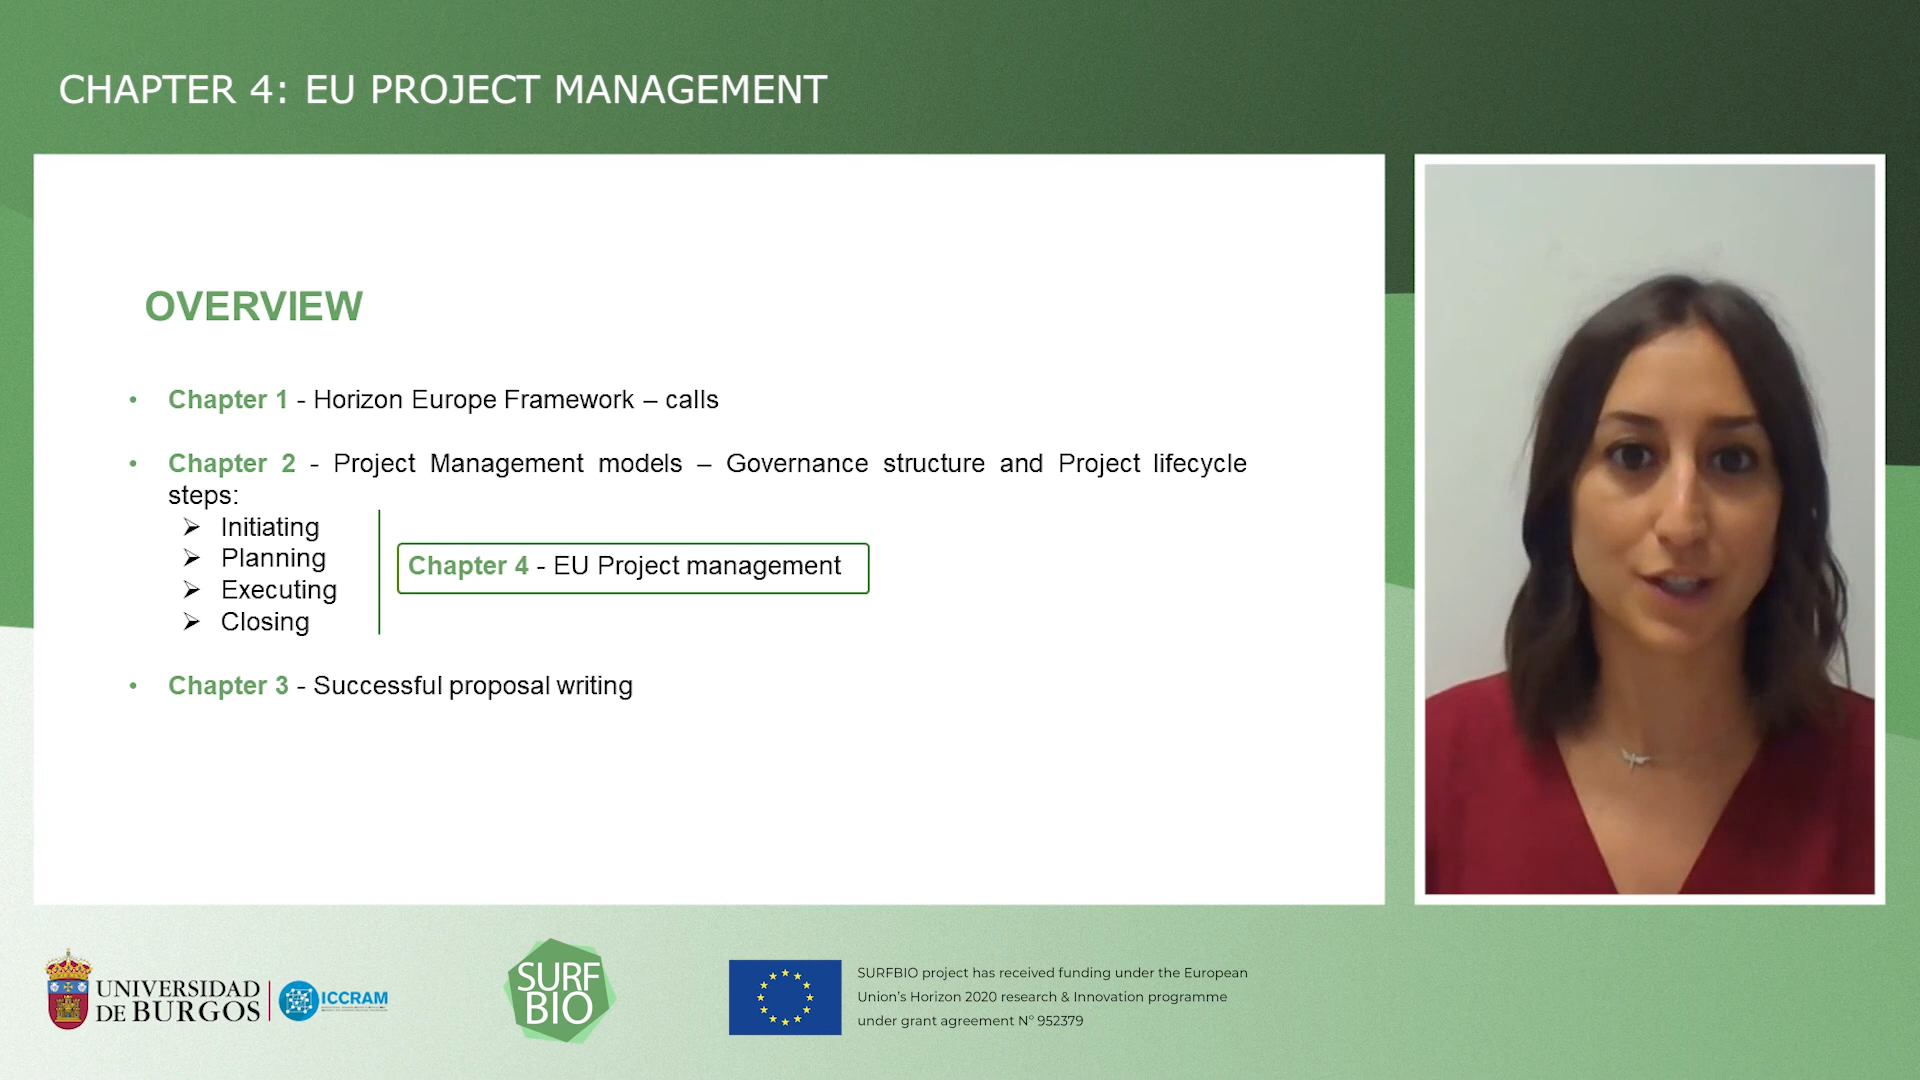 CHAPTER 4: EU PROJECT MANAGEMENT
OVERVIEW
• Chapter 1 - Horizon Europe Framework – calls
• Chapter 2 - Project Management models – Governance structure and Project lifecycle
steps:
➢ Initiating
➢ Planning
➢ Executing
➢ Closing
Chapter 4 - EU Project management
• Chapter 3 - Successful proposal writing
UNIVERSIDAD
DE BURGOS
ICCRAM
SURF
BIO
SURFBIO project has received funding under the European
Union's Horizon 2020 research & Innovation programme
under grant agreement Nº 952379